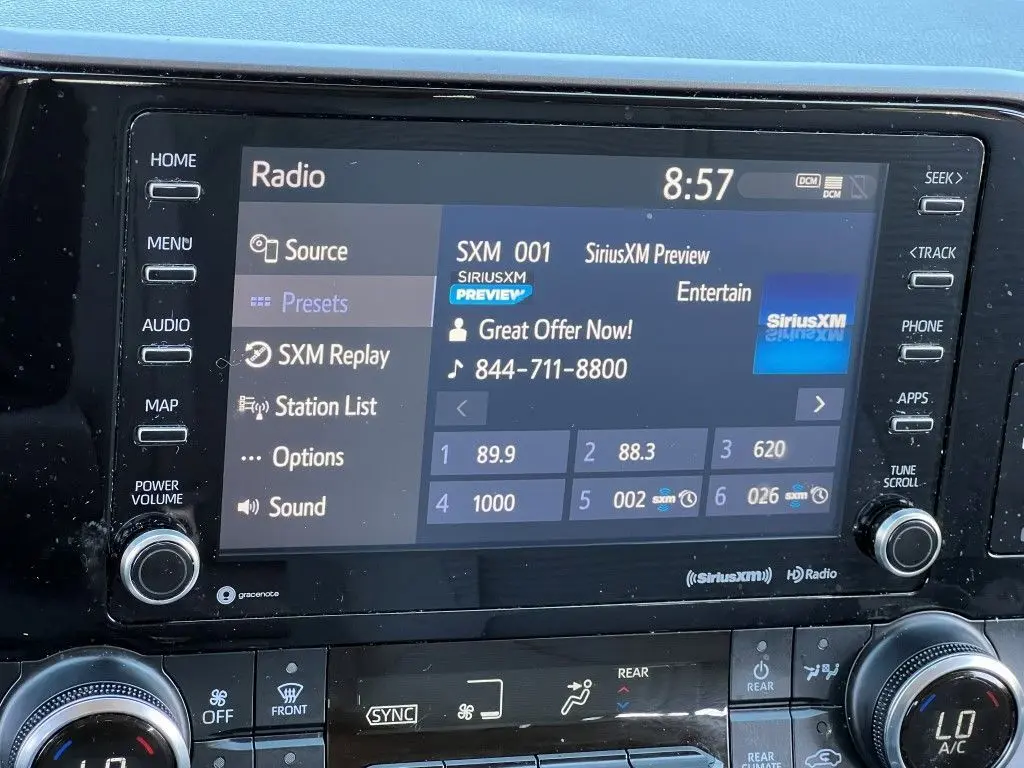 HOME
MENU
AUDIO
MAP
POWER
VOLUME
Radio
8:57
DCM
DCM
Source
Presets
SXM Replay
Station List
Options
Sound
SXM 001 SiriusXM Preview
SIRIUSXM
PREVIEW
Entertain
SiriusXM
Great Offer Now!
844-711-8800
<
>
1 89.9
2 88.3
3 620
4 1000
5 002 sxm
6 026 sxm
SEEK>
<TRACK
PHONE
APPS
TUNE
SCROLL
gracenote
((SiriusXM))
HD Radio
OFF
FRONT
SYNC
REAR
REAR
REAR
CLIMATE
LO
LO
A/C